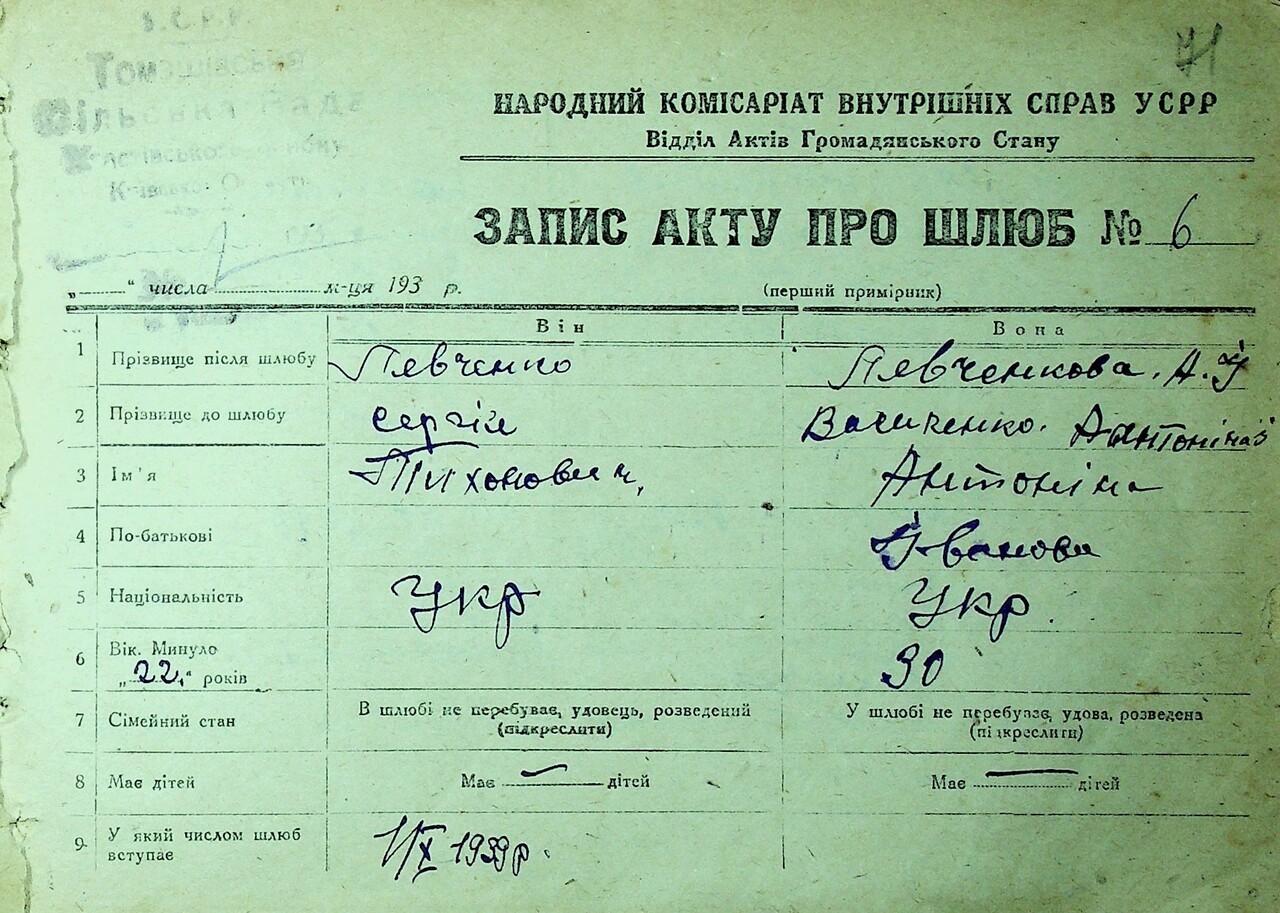 У.С.Р.Р.
Томашівська
Сільська Рада
Київської Області
71
НАРОДНИЙ КОМІСАРІАТ ВНУТРІШНІХ СПРАВ УСРР
Відділ Актів Громадянського Стану
ЗАПИС АКТУ ПРО ШЛЮБ № 6
„ “ числа м-ця 193 р. (перший примірник)
Він Вона
1 Прізвище після шлюбу Левченко Левченкова. А. І
2 Прізвище до шлюбу Сергій Василенко. Антоніна
3 Ім'я Тихонович, Антоніна
4 По-батькові Іванова
5 Національність Укр Укр.
6 Вік. Минуло „22“ років 30
7 Сімейний стан В шлюбі не перебуває, удовець, розведений (підкреслити) У шлюбі не перебуває, удова, розведена (підкреслити)
8 Має дітей Має — дітей Має — дітей
9 У який числом шлюб вступає 1/X 1939 р.